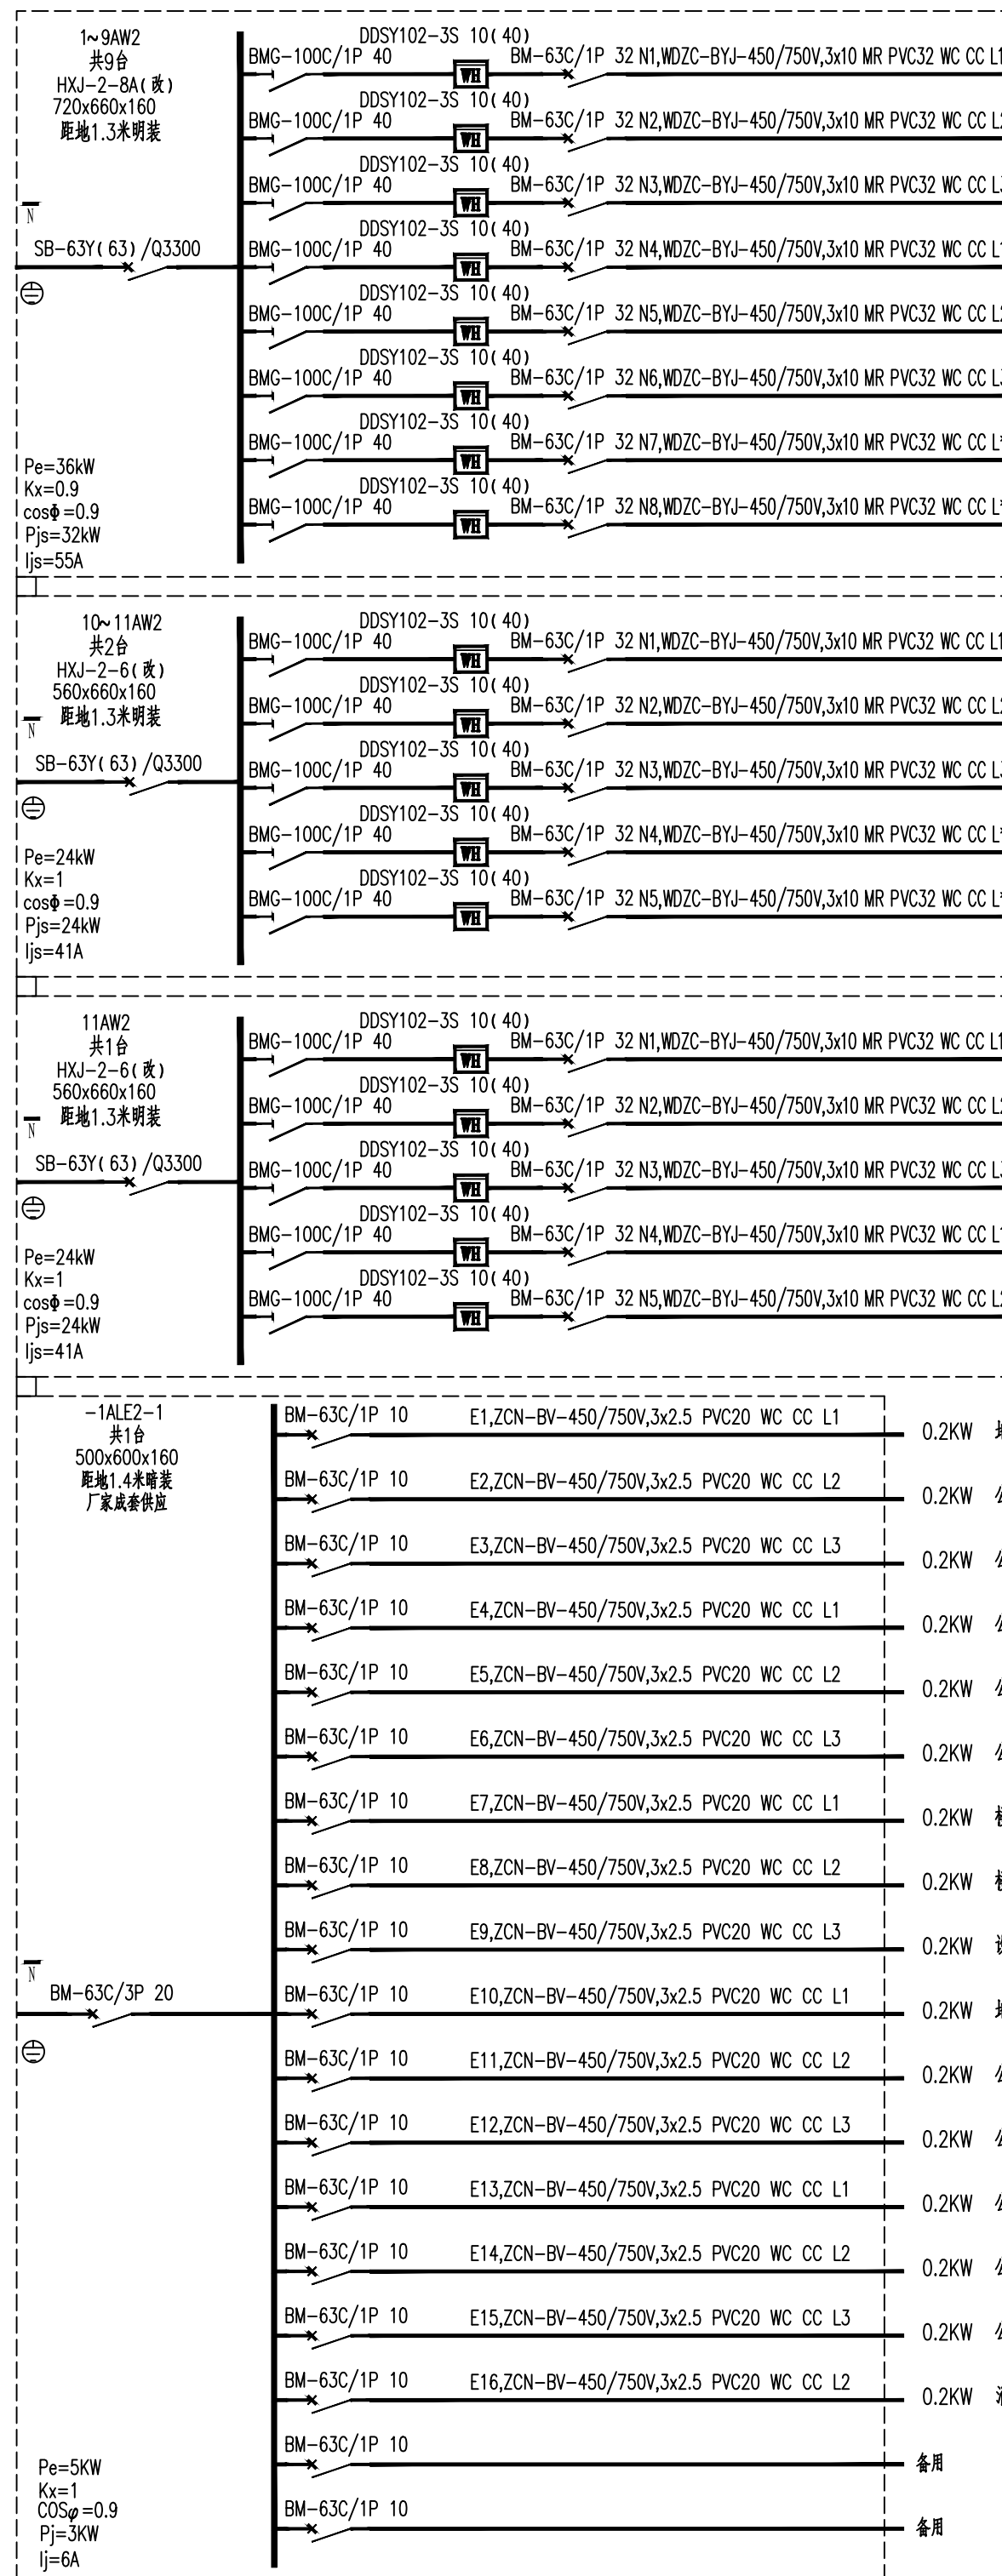 1~9AW2
共9台
HXJ-2-8A(改)
720x660x160
距地1.3米明装
N
SB-63Y(63)/Q3300
Pe=36kW
Kx=0.9
cosΦ=0.9
Pjs=32kW
Ijs=55A
DDSY102-3S 10(40)
BMG-100C/1P 40 WH BM-63C/1P 32 N1,WDZC-BYJ-450/750V,3x10 MR PVC32 WC CC L1
DDSY102-3S 10(40)
BMG-100C/1P 40 WH BM-63C/1P 32 N2,WDZC-BYJ-450/750V,3x10 MR PVC32 WC CC L2
DDSY102-3S 10(40)
BMG-100C/1P 40 WH BM-63C/1P 32 N3,WDZC-BYJ-450/750V,3x10 MR PVC32 WC CC L3
DDSY102-3S 10(40)
BMG-100C/1P 40 WH BM-63C/1P 32 N4,WDZC-BYJ-450/750V,3x10 MR PVC32 WC CC L1
DDSY102-3S 10(40)
BMG-100C/1P 40 WH BM-63C/1P 32 N5,WDZC-BYJ-450/750V,3x10 MR PVC32 WC CC L2
DDSY102-3S 10(40)
BMG-100C/1P 40 WH BM-63C/1P 32 N6,WDZC-BYJ-450/750V,3x10 MR PVC32 WC CC L3
DDSY102-3S 10(40)
BMG-100C/1P 40 WH BM-63C/1P 32 N7,WDZC-BYJ-450/750V,3x10 MR PVC32 WC CC L*
DDSY102-3S 10(40)
BMG-100C/1P 40 WH BM-63C/1P 32 N8,WDZC-BYJ-450/750V,3x10 MR PVC32 WC CC L*
10~11AW2
共2台
HXJ-2-6(改)
560x660x160
距地1.3米明装
N
SB-63Y(63)/Q3300
Pe=24kW
Kx=1
cosΦ=0.9
Pjs=24kW
Ijs=41A
DDSY102-3S 10(40)
BMG-100C/1P 40 WH BM-63C/1P 32 N1,WDZC-BYJ-450/750V,3x10 MR PVC32 WC CC L1
DDSY102-3S 10(40)
BMG-100C/1P 40 WH BM-63C/1P 32 N2,WDZC-BYJ-450/750V,3x10 MR PVC32 WC CC L2
DDSY102-3S 10(40)
BMG-100C/1P 40 WH BM-63C/1P 32 N3,WDZC-BYJ-450/750V,3x10 MR PVC32 WC CC L3
DDSY102-3S 10(40)
BMG-100C/1P 40 WH BM-63C/1P 32 N4,WDZC-BYJ-450/750V,3x10 MR PVC32 WC CC L*
DDSY102-3S 10(40)
BMG-100C/1P 40 WH BM-63C/1P 32 N5,WDZC-BYJ-450/750V,3x10 MR PVC32 WC CC L*
11AW2
共1台
HXJ-2-6(改)
560x660x160
距地1.3米明装
N
SB-63Y(63)/Q3300
Pe=24kW
Kx=1
cosΦ=0.9
Pjs=24kW
Ijs=41A
DDSY102-3S 10(40)
BMG-100C/1P 40 WH BM-63C/1P 32 N1,WDZC-BYJ-450/750V,3x10 MR PVC32 WC CC L1
DDSY102-3S 10(40)
BMG-100C/1P 40 WH BM-63C/1P 32 N2,WDZC-BYJ-450/750V,3x10 MR PVC32 WC CC L2
DDSY102-3S 10(40)
BMG-100C/1P 40 WH BM-63C/1P 32 N3,WDZC-BYJ-450/750V,3x10 MR PVC32 WC CC L3
DDSY102-3S 10(40)
BMG-100C/1P 40 WH BM-63C/1P 32 N4,WDZC-BYJ-450/750V,3x10 MR PVC32 WC CC L1
DDSY102-3S 10(40)
BMG-100C/1P 40 WH BM-63C/1P 32 N5,WDZC-BYJ-450/750V,3x10 MR PVC32 WC CC L2
-1ALE2-1
共1台
500x600x160
距地1.4米暗装
厂家成套供应
N
BM-63C/3P 20
Pe=5KW
Kx=1
COSφ=0.9
Pj=3KW
Ij=6A
BM-63C/1P 10 E1,ZCN-BV-450/750V,3x2.5 PVC20 WC CC L1 0.2KW
BM-63C/1P 10 E2,ZCN-BV-450/750V,3x2.5 PVC20 WC CC L2 0.2KW
BM-63C/1P 10 E3,ZCN-BV-450/750V,3x2.5 PVC20 WC CC L3 0.2KW
BM-63C/1P 10 E4,ZCN-BV-450/750V,3x2.5 PVC20 WC CC L1 0.2KW
BM-63C/1P 10 E5,ZCN-BV-450/750V,3x2.5 PVC20 WC CC L2 0.2KW
BM-63C/1P 10 E6,ZCN-BV-450/750V,3x2.5 PVC20 WC CC L3 0.2KW
BM-63C/1P 10 E7,ZCN-BV-450/750V,3x2.5 PVC20 WC CC L1 0.2KW
BM-63C/1P 10 E8,ZCN-BV-450/750V,3x2.5 PVC20 WC CC L2 0.2KW
BM-63C/1P 10 E9,ZCN-BV-450/750V,3x2.5 PVC20 WC CC L3 0.2KW
BM-63C/1P 10 E10,ZCN-BV-450/750V,3x2.5 PVC20 WC CC L1 0.2KW
BM-63C/1P 10 E11,ZCN-BV-450/750V,3x2.5 PVC20 WC CC L2 0.2KW
BM-63C/1P 10 E12,ZCN-BV-450/750V,3x2.5 PVC20 WC CC L3 0.2KW
BM-63C/1P 10 E13,ZCN-BV-450/750V,3x2.5 PVC20 WC CC L1 0.2KW
BM-63C/1P 10 E14,ZCN-BV-450/750V,3x2.5 PVC20 WC CC L2 0.2KW
BM-63C/1P 10 E15,ZCN-BV-450/750V,3x2.5 PVC20 WC CC L3 0.2KW
BM-63C/1P 10 E16,ZCN-BV-450/750V,3x2.5 PVC20 WC CC L2 0.2KW
BM-63C/1P 10 备用
BM-63C/1P 10 备用